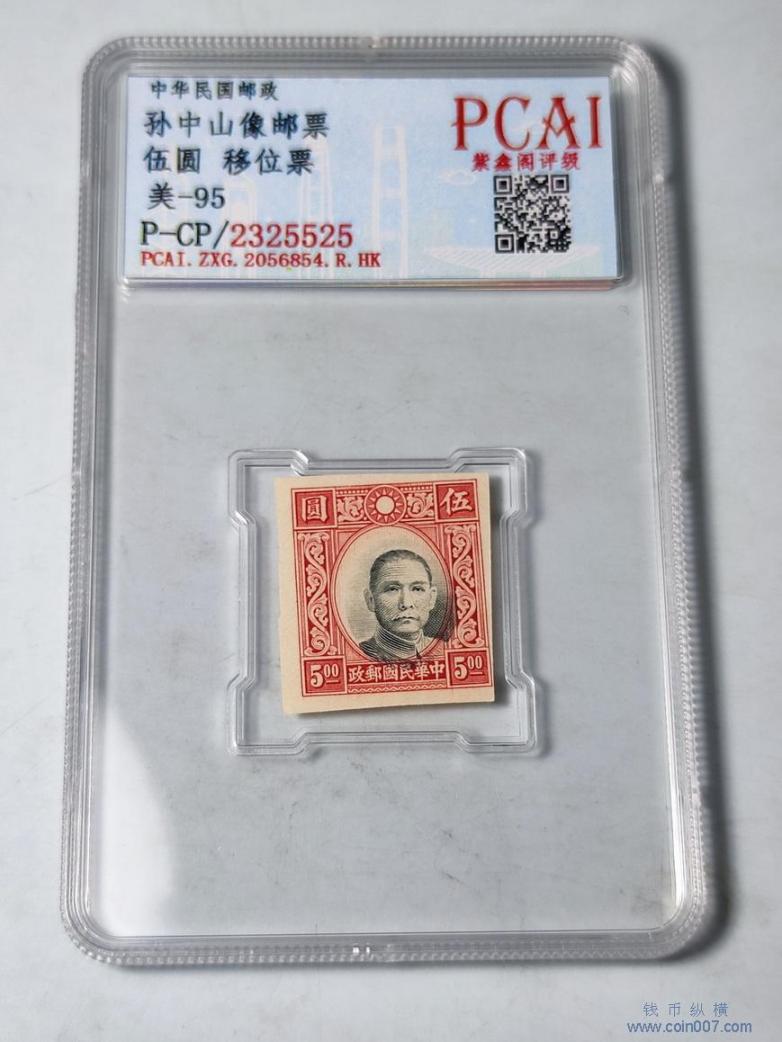 中华民国邮政
孙中山像邮票
伍圆 移位票
美-95
P-CP/2325525
PCAI.ZXG.2056854.R.HK
PCAI
紫鑫阁评级
圓 伍
5.00 政郵國民華中 5.00
钱币纵横
www.coin007.com